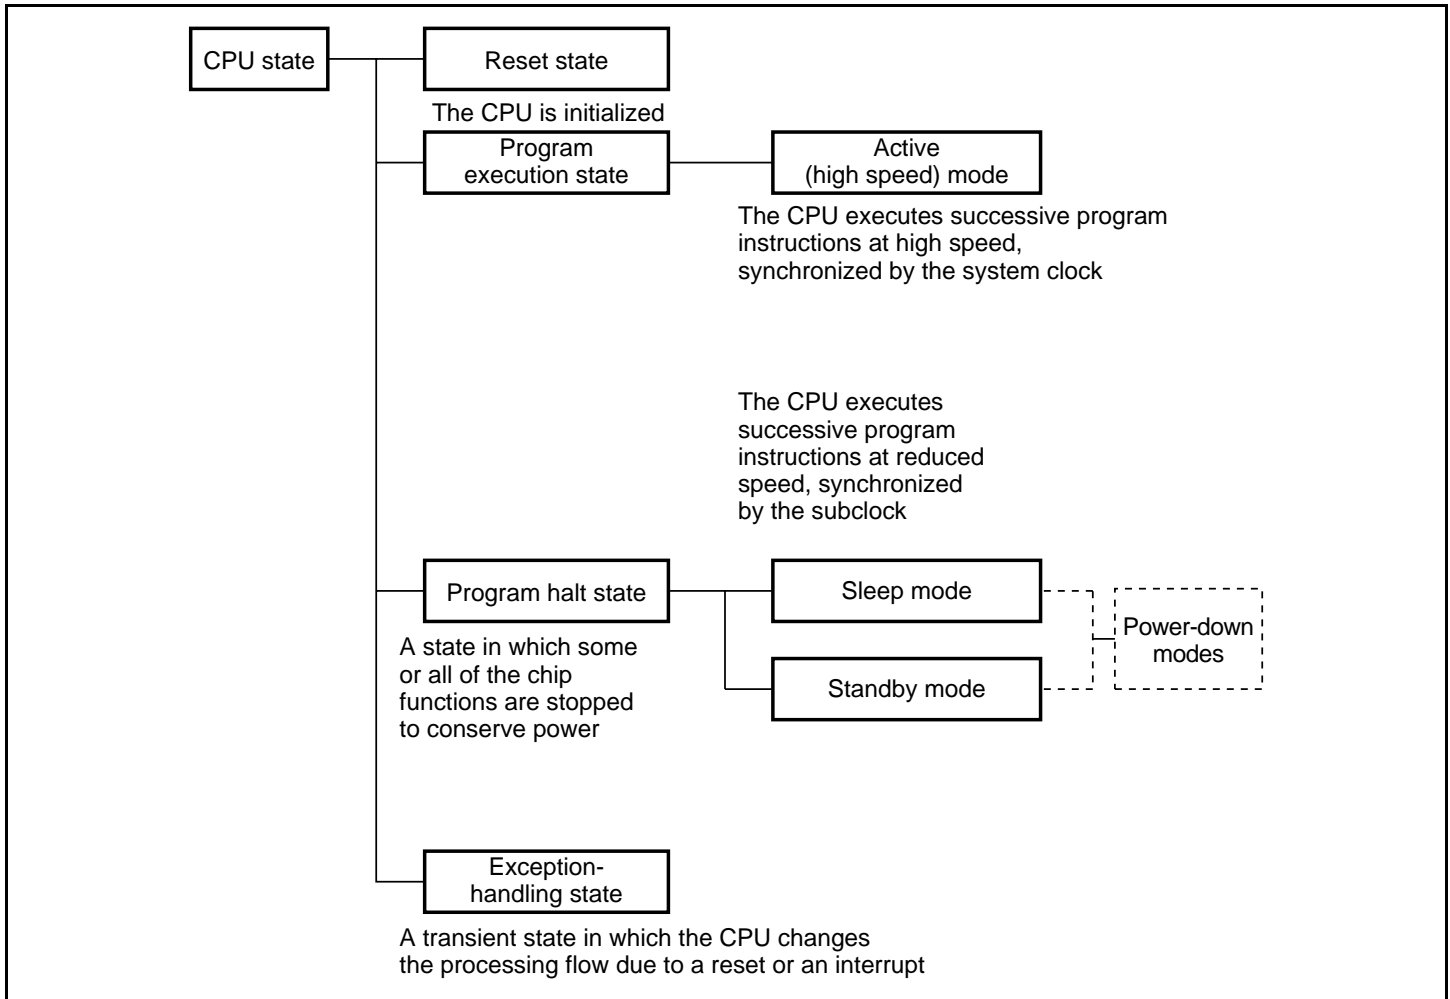 CPU state
Reset state
The CPU is initialized
Program
execution state
Active
(high speed) mode
The CPU executes successive program
instructions at high speed,
synchronized by the system clock
The CPU executes
successive program
instructions at reduced
speed, synchronized
by the subclock
Program halt state
A state in which some
or all of the chip
functions are stopped
to conserve power
Sleep mode
Standby mode
Power-down
modes
Exception-
handling state
A transient state in which the CPU changes
the processing flow due to a reset or an interrupt